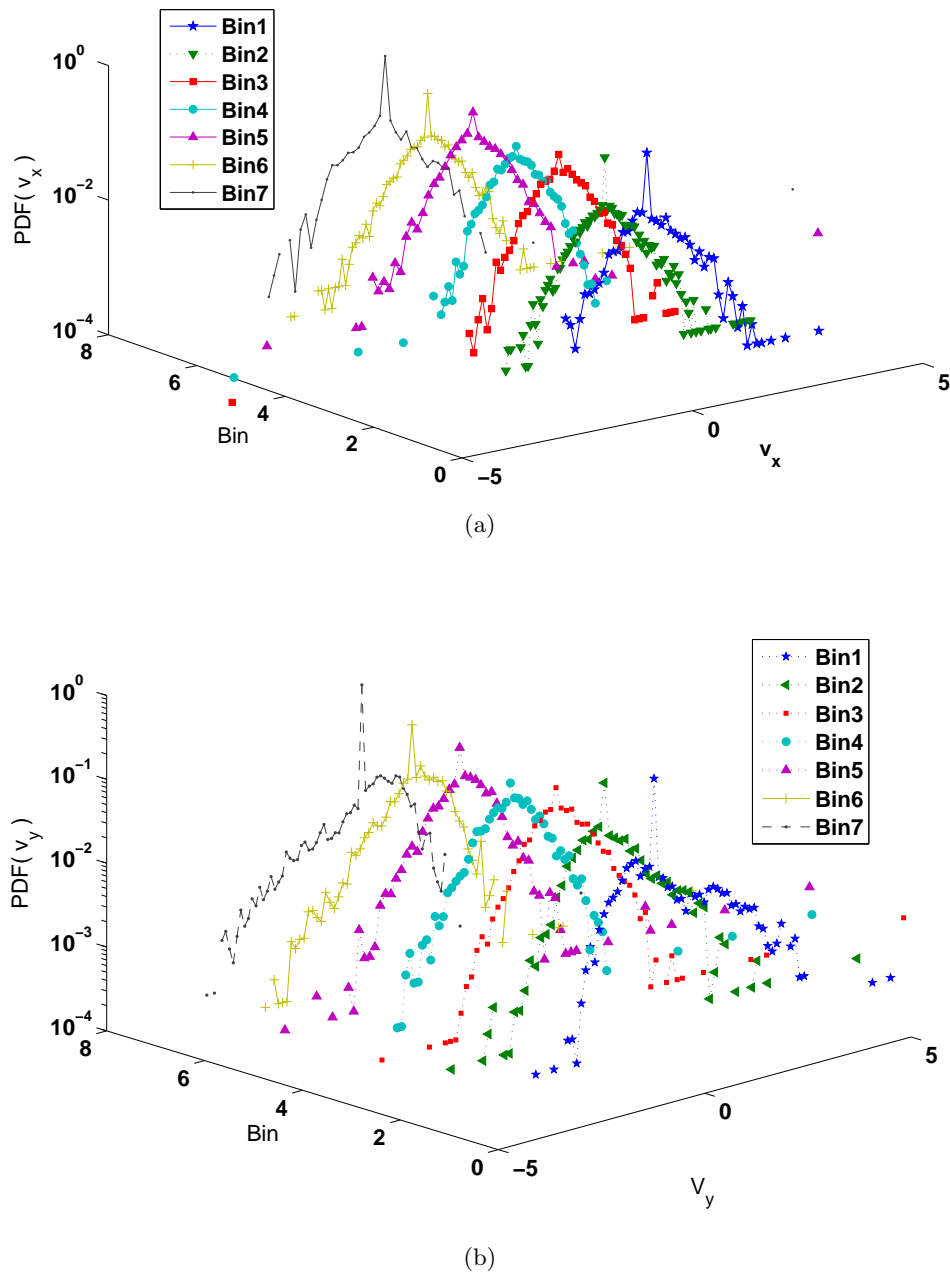 Bin1
Bin2
Bin3
Bin4
Bin5
Bin6
Bin7
10^0
10^-2
10^-4
PDF( v_x)
8
6
4
2
0
Bin
−5
0
5
v_x
(a)
Bin1
Bin2
Bin3
Bin4
Bin5
Bin6
Bin7
10^0
10^-1
10^-2
10^-3
10^-4
PDF( v_y)
8
6
4
2
0
Bin
−5
0
5
V_y
(b)